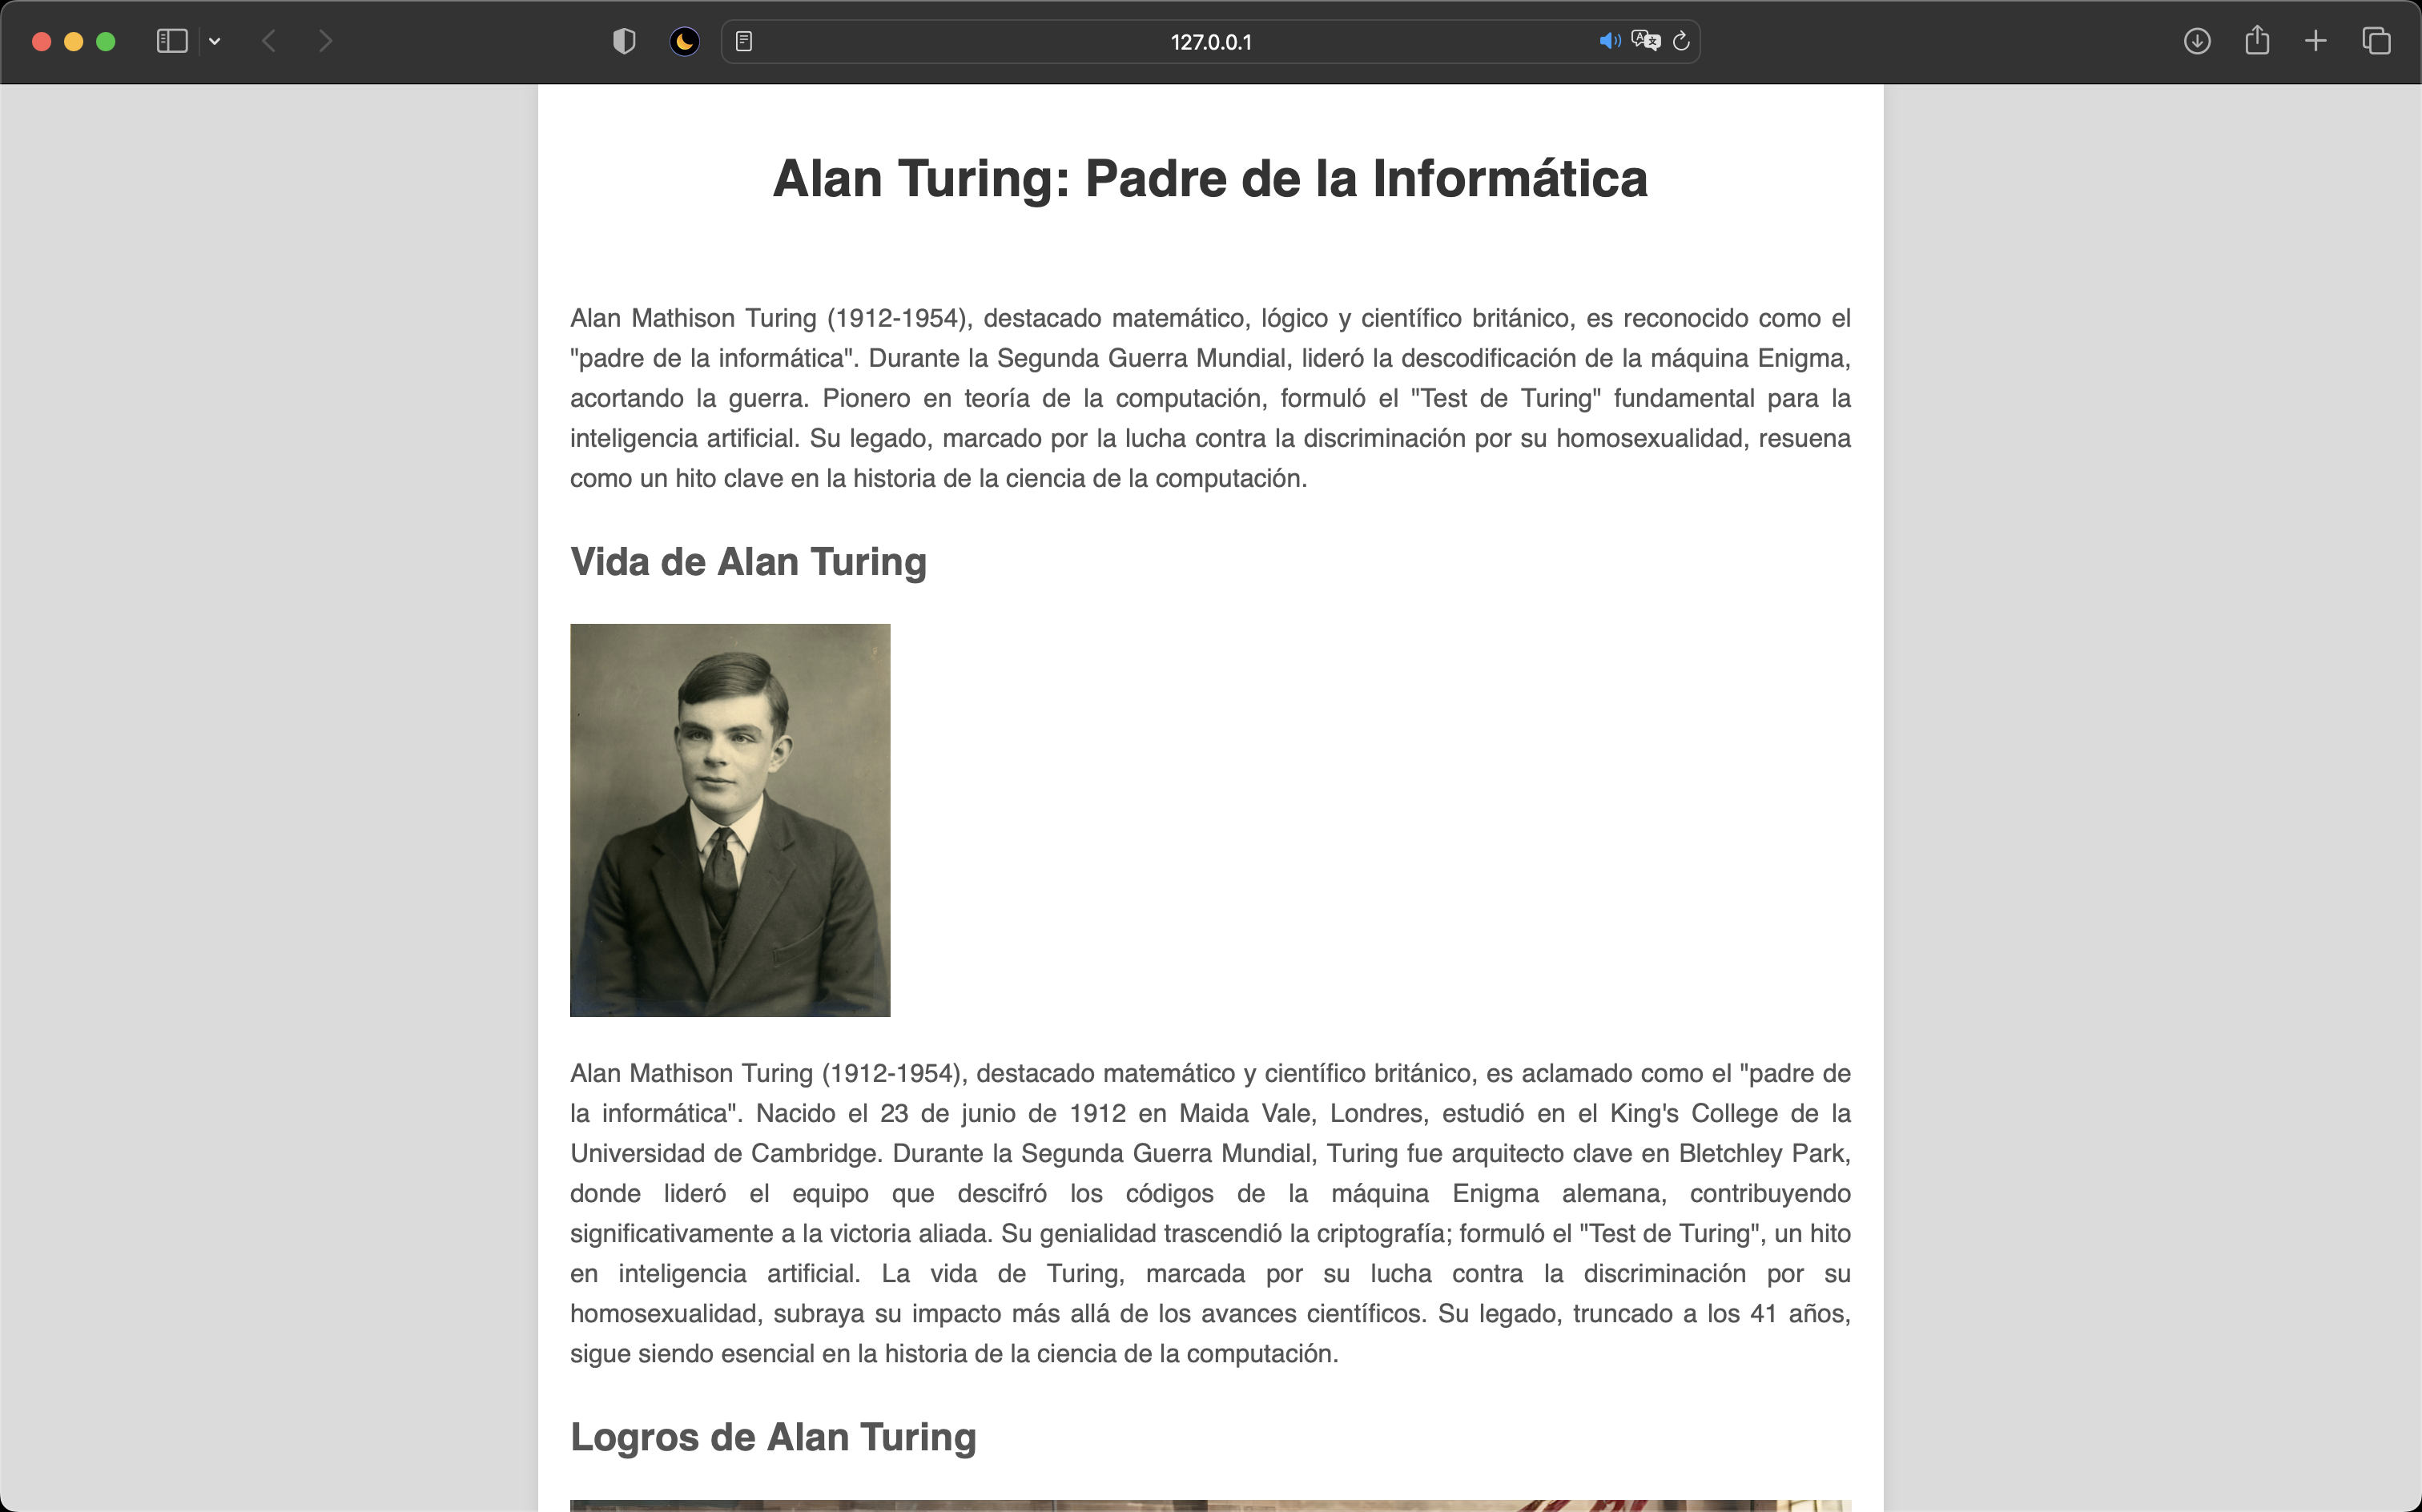 127.0.0.1
Alan Turing: Padre de la Informática
Alan Mathison Turing (1912-1954), destacado matemático, lógico y científico británico, es reconocido como el
"padre de la informática". Durante la Segunda Guerra Mundial, lideró la descodificación de la máquina Enigma,
acortando la guerra. Pionero en teoría de la computación, formuló el "Test de Turing" fundamental para la
inteligencia artificial. Su legado, marcado por la lucha contra la discriminación por su homosexualidad, resuena
como un hito clave en la historia de la ciencia de la computación.
Vida de Alan Turing
Alan Mathison Turing (1912-1954), destacado matemático y científico británico, es aclamado como el "padre de
la informática". Nacido el 23 de junio de 1912 en Maida Vale, Londres, estudió en el King's College de la
Universidad de Cambridge. Durante la Segunda Guerra Mundial, Turing fue arquitecto clave en Bletchley Park,
donde lideró el equipo que descifró los códigos de la máquina Enigma alemana, contribuyendo
significativamente a la victoria aliada. Su genialidad trascendió la criptografía; formuló el "Test de Turing", un hito
en inteligencia artificial. La vida de Turing, marcada por su lucha contra la discriminación por su
homosexualidad, subraya su impacto más allá de los avances científicos. Su legado, truncado a los 41 años,
sigue siendo esencial en la historia de la ciencia de la computación.
Logros de Alan Turing